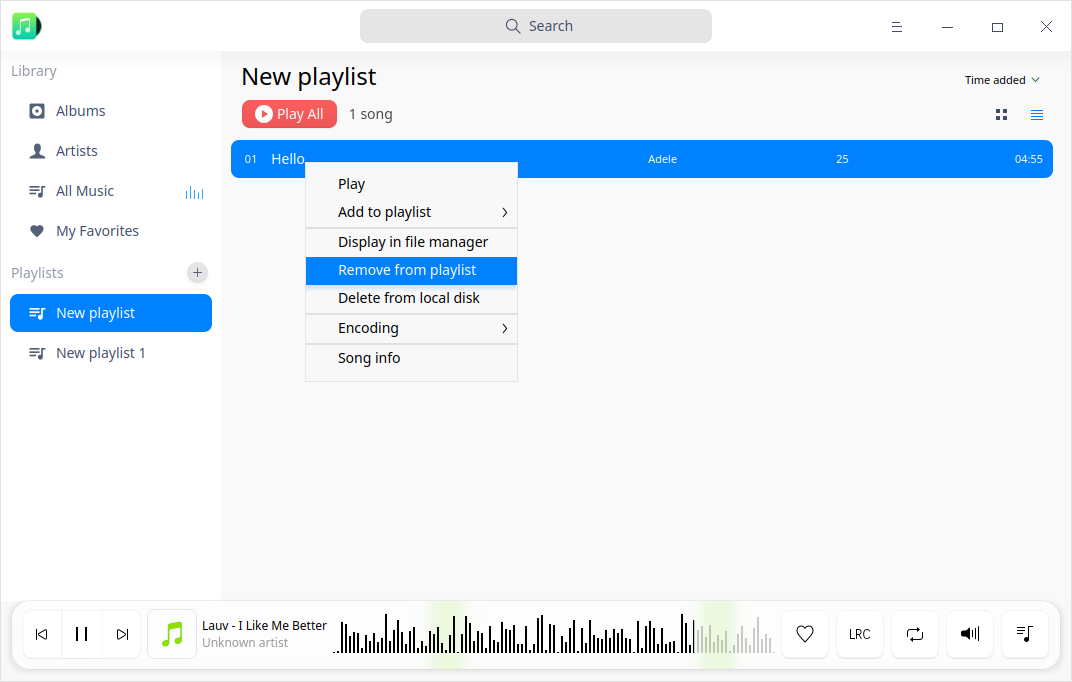 Search
Library
Albums
Artists
All Music
My Favorites
Playlists
New playlist
New playlist 1
New playlist
Time added
Play All
1 song
01 Hello Adele 25 04:55
Play
Add to playlist
Display in file manager
Remove from playlist
Delete from local disk
Encoding
Song info
Lauv - I Like Me Better
Unknown artist
LRC